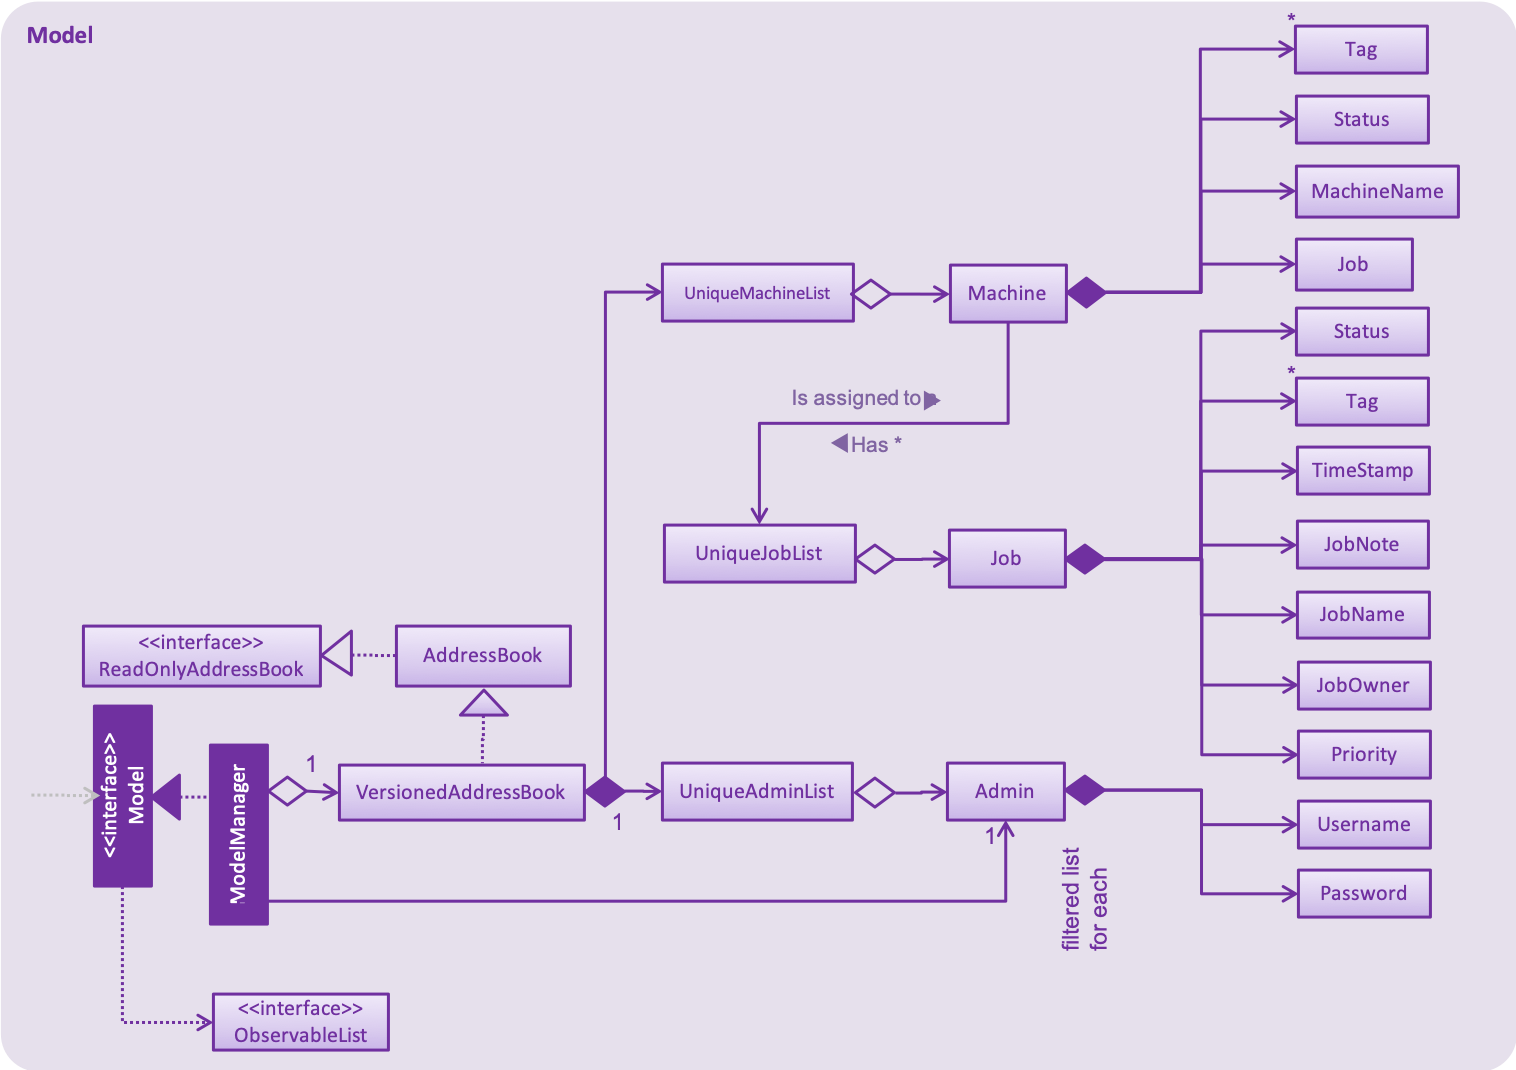 Model
*
Tag
Status
MachineName
Job
UniqueMachineList
Machine
Status
*
Tag
Is assigned to a
Has *
TimeStamp
UniqueJobList
Job
JobNote
JobName
<<interface>>
ReadOnlyAddressBook
AddressBook
JobOwner
Priority
<<interface>>
Model
ModelManager
1
VersionedAddressBook
1
UniqueAdminList
Admin
1
Username
filtered list
for each
Password
<<interface>>
ObservableList